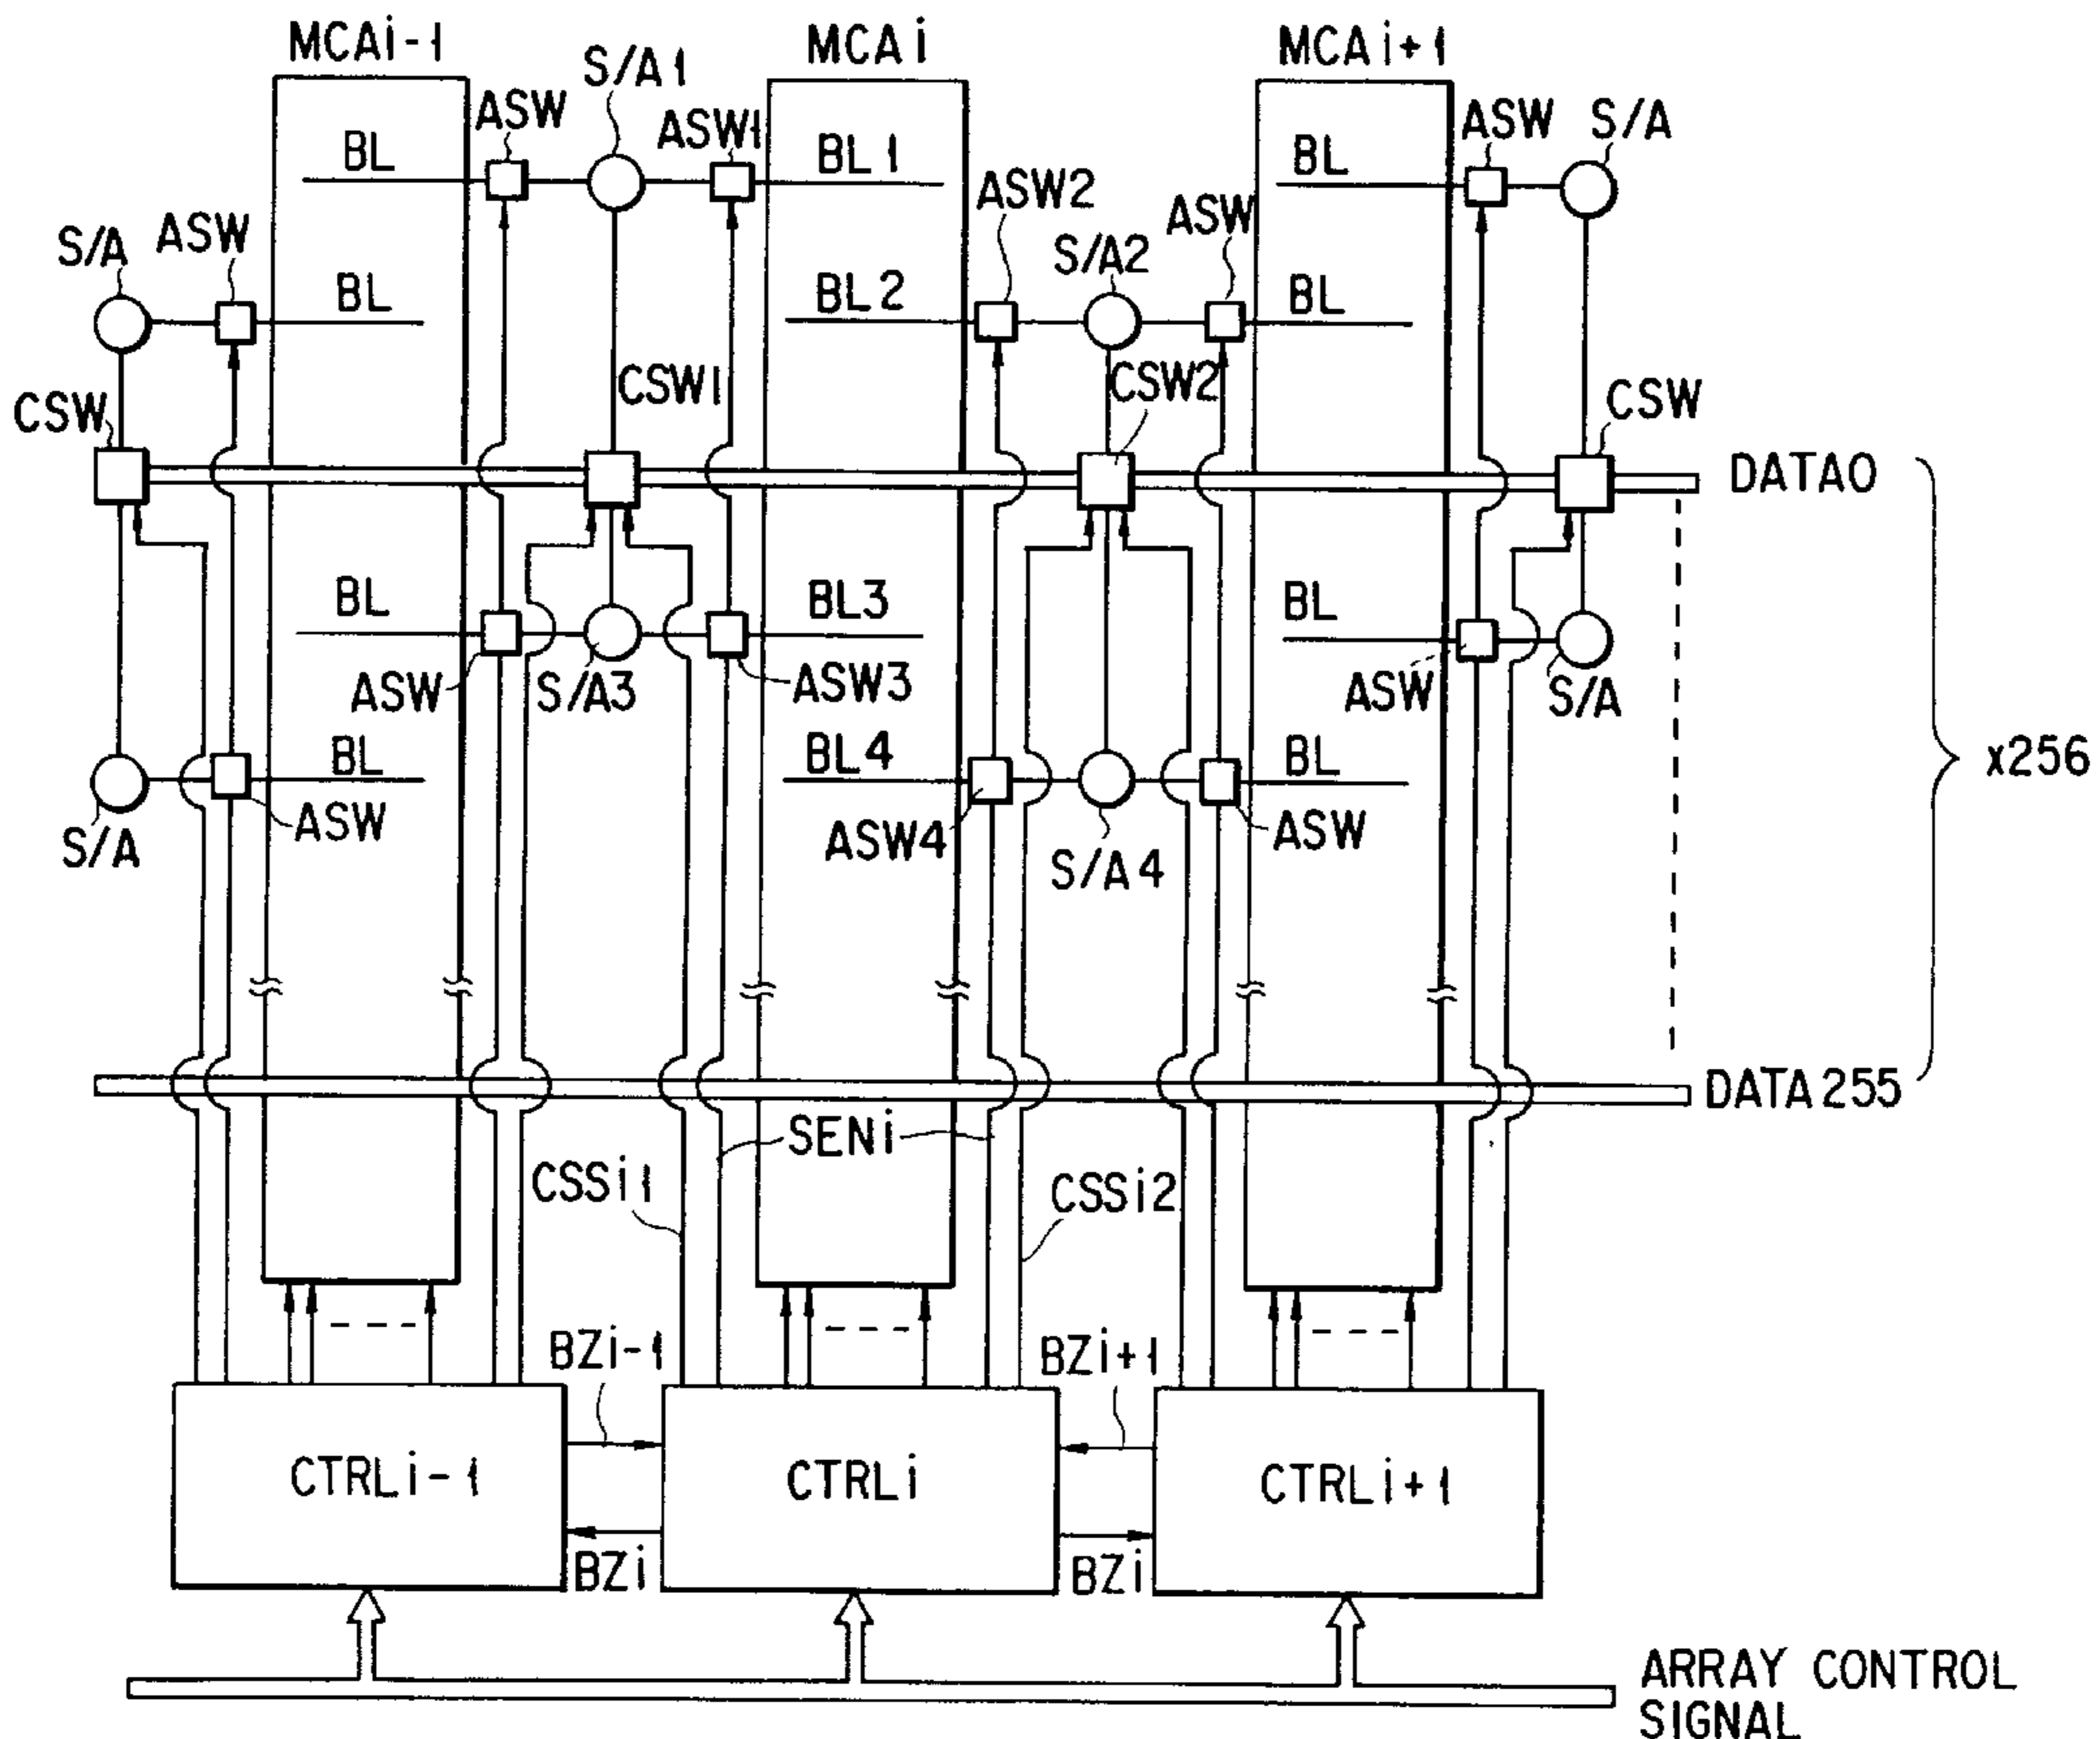 MCAi-1
MCAi
MCAi+1
S/A1
ASW
ASW1
ASW
S/A
BL
BL1
BL
ASW2
ASW
S/A
ASW
S/A2
BL
BL2
BL
CSW
CSW1
CSW2
CSW
DATA0
BL
BL3
BL
ASW
S/A3
ASW3
ASW
S/A
BL
BL4
BL
x256
S/A
ASW
ASW4
S/A4
ASW
DATA255
SENi
CSSi1
CSSi2
BZi-1
BZi+1
CTRLi-1
CTRLi
CTRLi+1
BZi
BZi
ARRAY CONTROL
SIGNAL